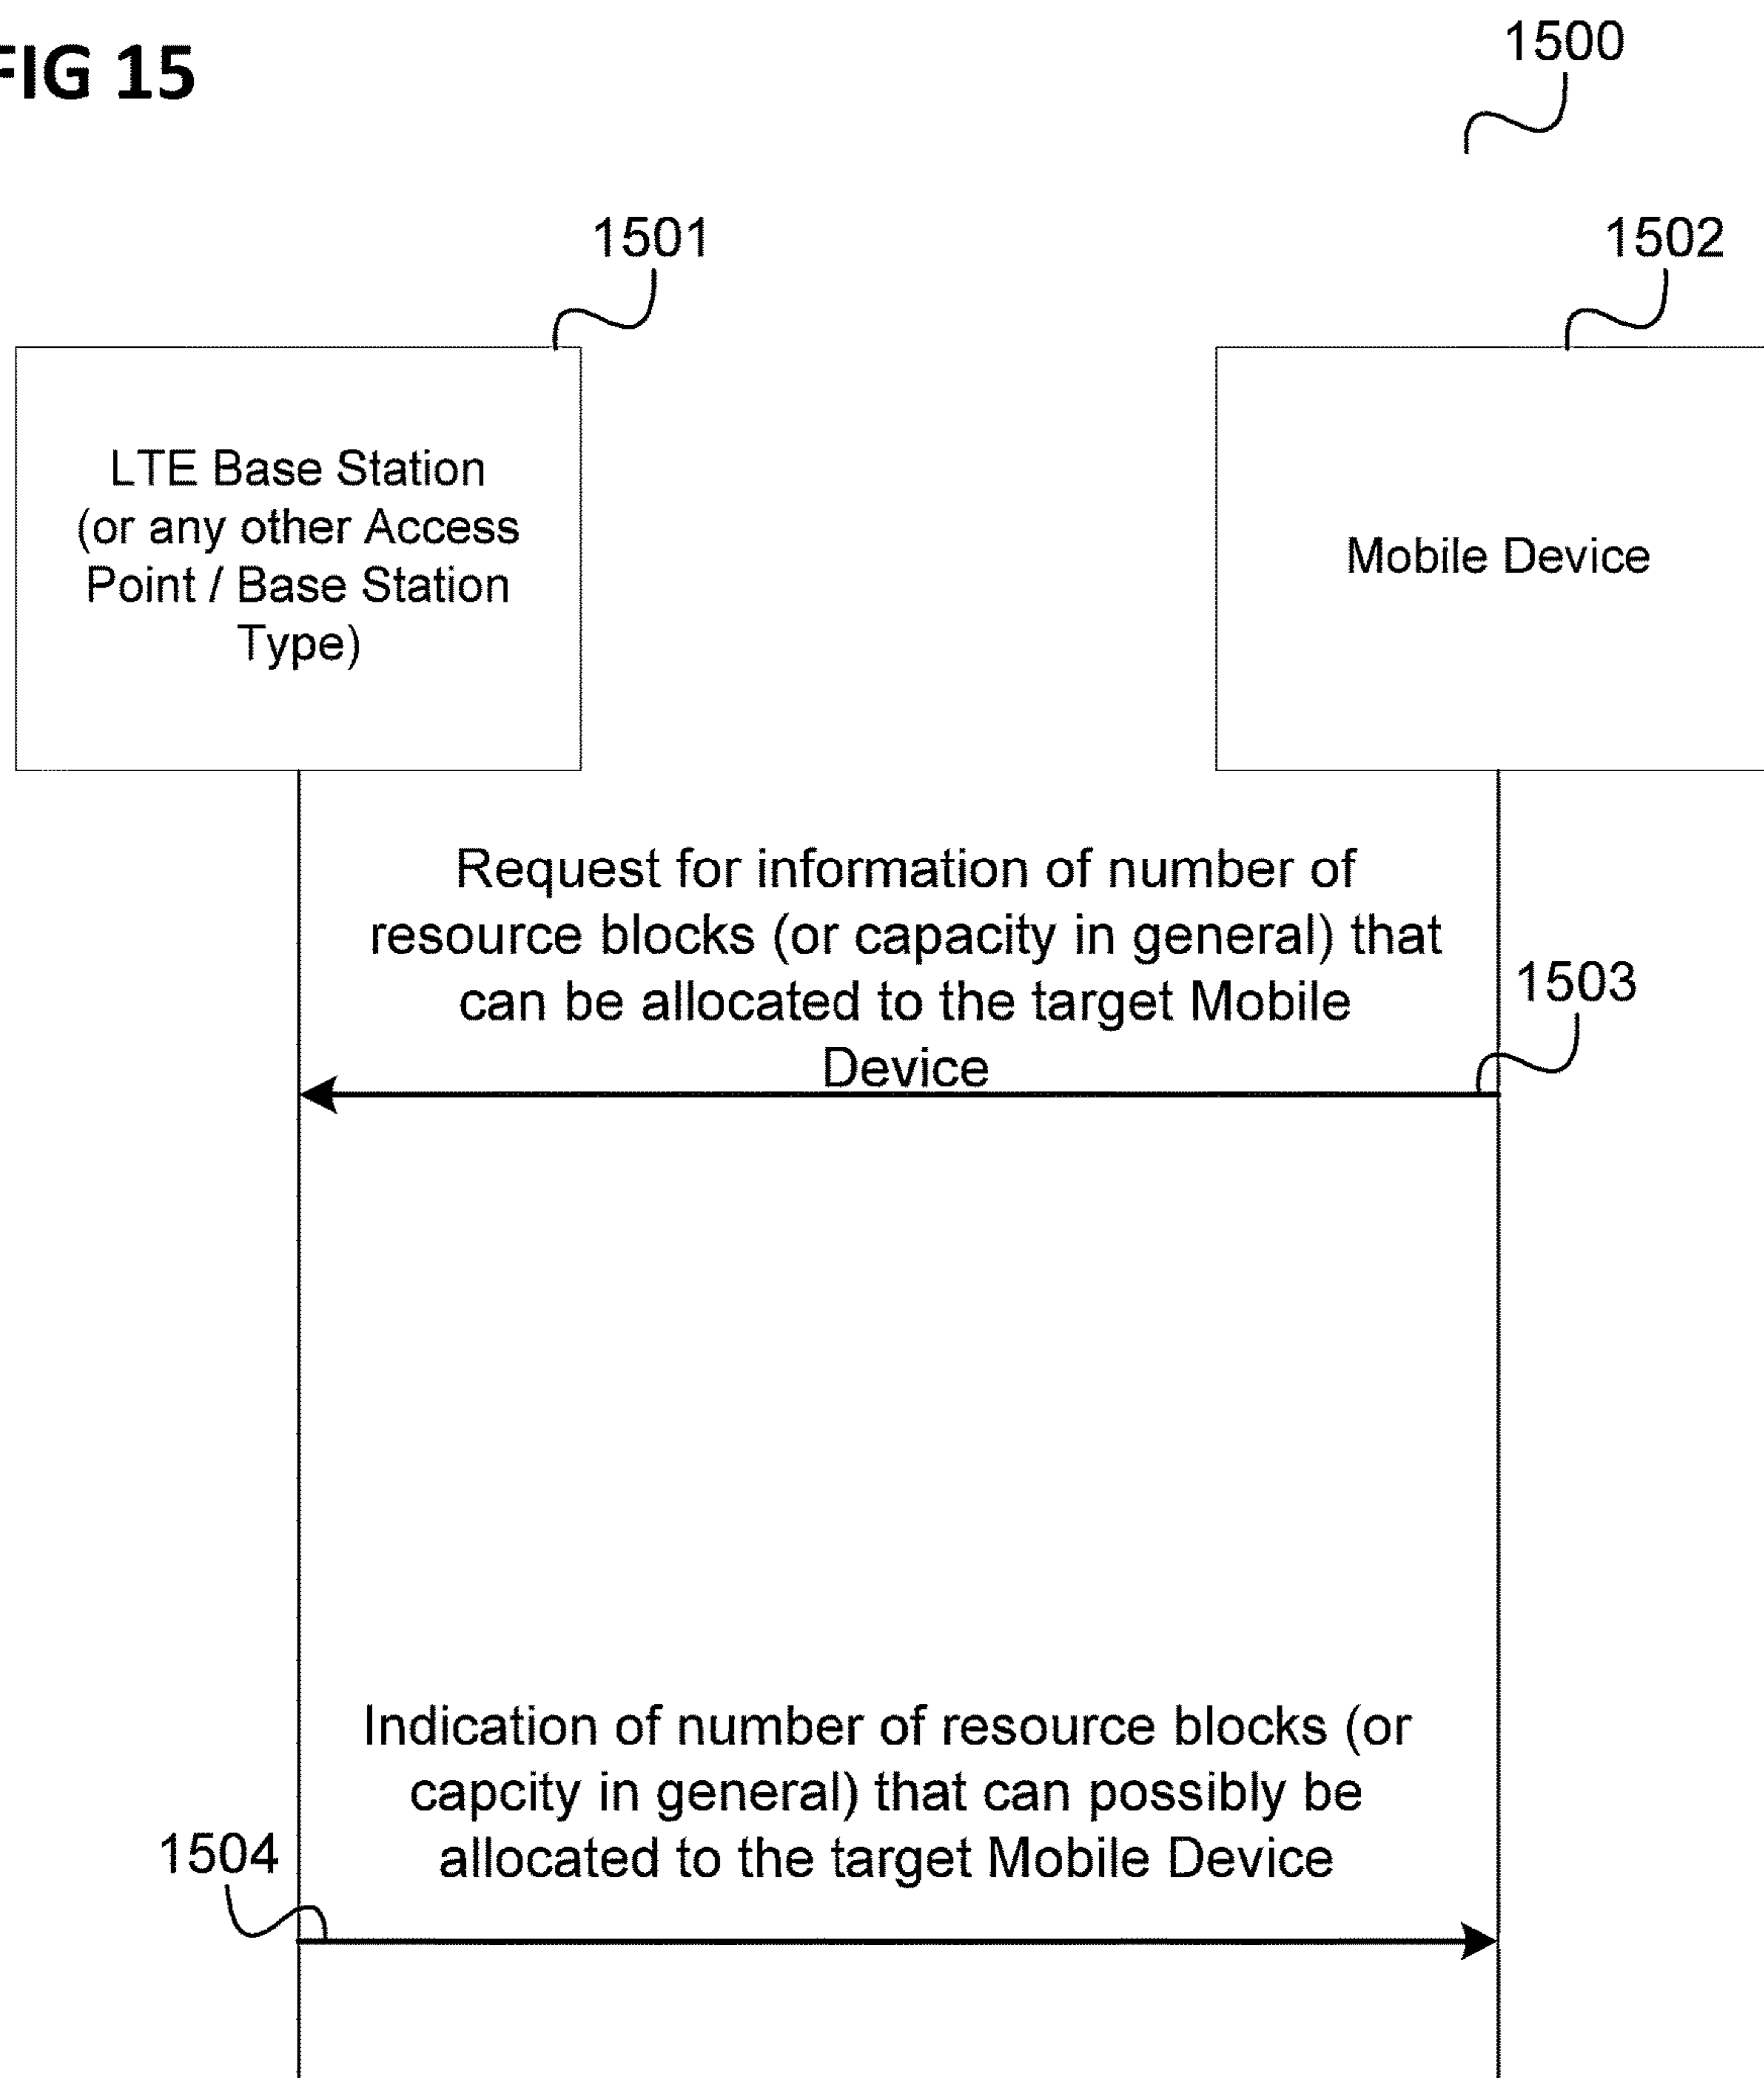 FIG 15
1500
1501
1502
LTE Base Station
(or any other Access
Point / Base Station
Type)
Mobile Device
Request for information of number of
resource blocks (or capacity in general) that
can be allocated to the target Mobile
Device
1503
Indication of number of resource blocks (or
capcity in general) that can possibly be
allocated to the target Mobile Device
1504